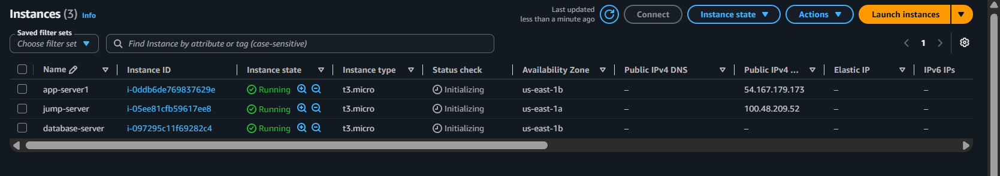 Instances (3) Info
Last updated
less than a minute ago
Connect
Instance state
Actions
Launch instances
Saved filter sets
Choose filter set
Find Instance by attribute or tag (case-sensitive)
1
Name Instance ID Instance state Instance type Status check Availability Zone Public IPv4 DNS Public IPv4 ... Elastic IP IPv6 IPs
app-server1 i-0ddb6de769837629e Running t3.micro Initializing us-east-1b – 54.167.179.173 – –
jump-server i-05ee81cfb59617ee8 Running t3.micro Initializing us-east-1a – 100.48.209.52 – –
database-server i-097295c11f69282c4 Running t3.micro Initializing us-east-1b – – – –